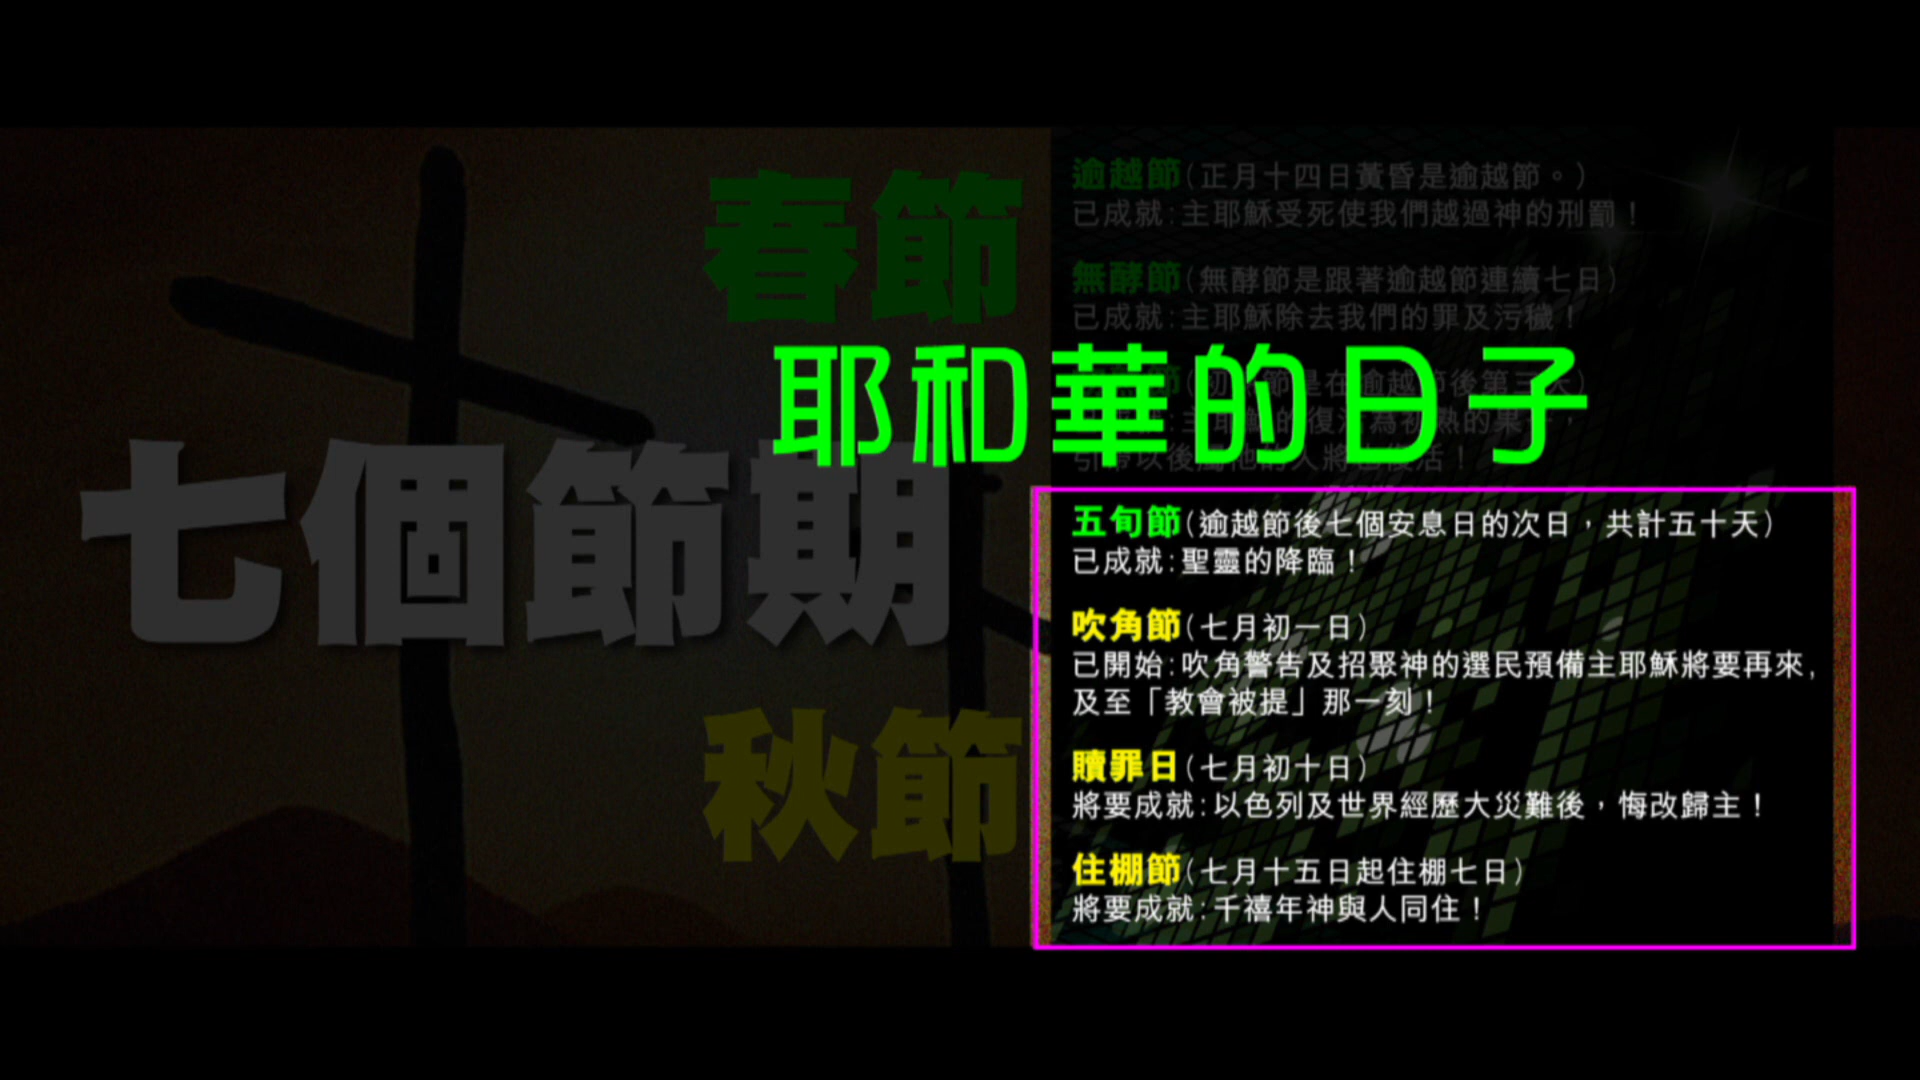 七個節期
春節
秋節
耶和華的日子
逾越節(正月十四日黃昏是逾越節。)
已成就:主耶穌受死使我們越過神的刑罰！
無酵節(無酵節是跟著逾越節連續七日)
已成就:主耶穌除去我們的罪及污穢！
五旬節(逾越節後七個安息日的次日，共計五十天)
已成就:聖靈的降臨！
吹角節(七月初一日)
已開始:吹角警告及招聚神的選民預備主耶穌將要再來,
及至「教會被提」那一刻！
贖罪日(七月初十日)
將要成就:以色列及世界經歷大災難後，悔改歸主！
住棚節(七月十五日起住棚七日)
將要成就:千禧年神與人同住！